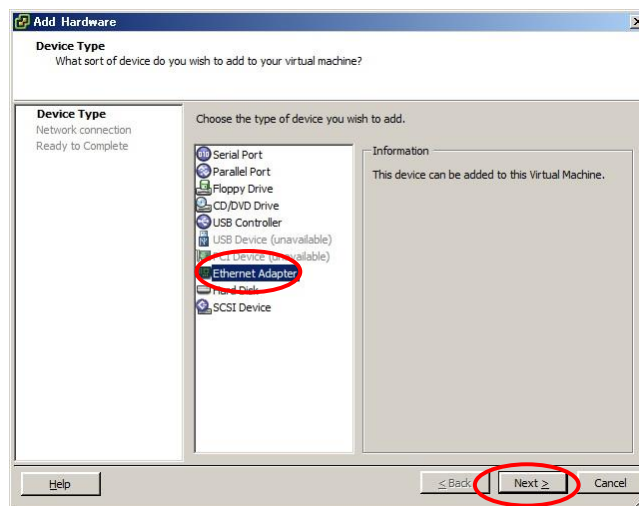 Add Hardware
Device Type
What sort of device do you wish to add to your virtual machine?
Device Type
Network connection
Ready to Complete
Choose the type of device you wish to add.
Serial Port
Parallel Port
Floppy Drive
CD/DVD Drive
USB Controller
USB Device (unavailable)
PCI Device (unavailable)
Ethernet Adapter
Hard Disk
SCSI Device
Information
This device can be added to this Virtual Machine.
Help
< Back
Next >
Cancel